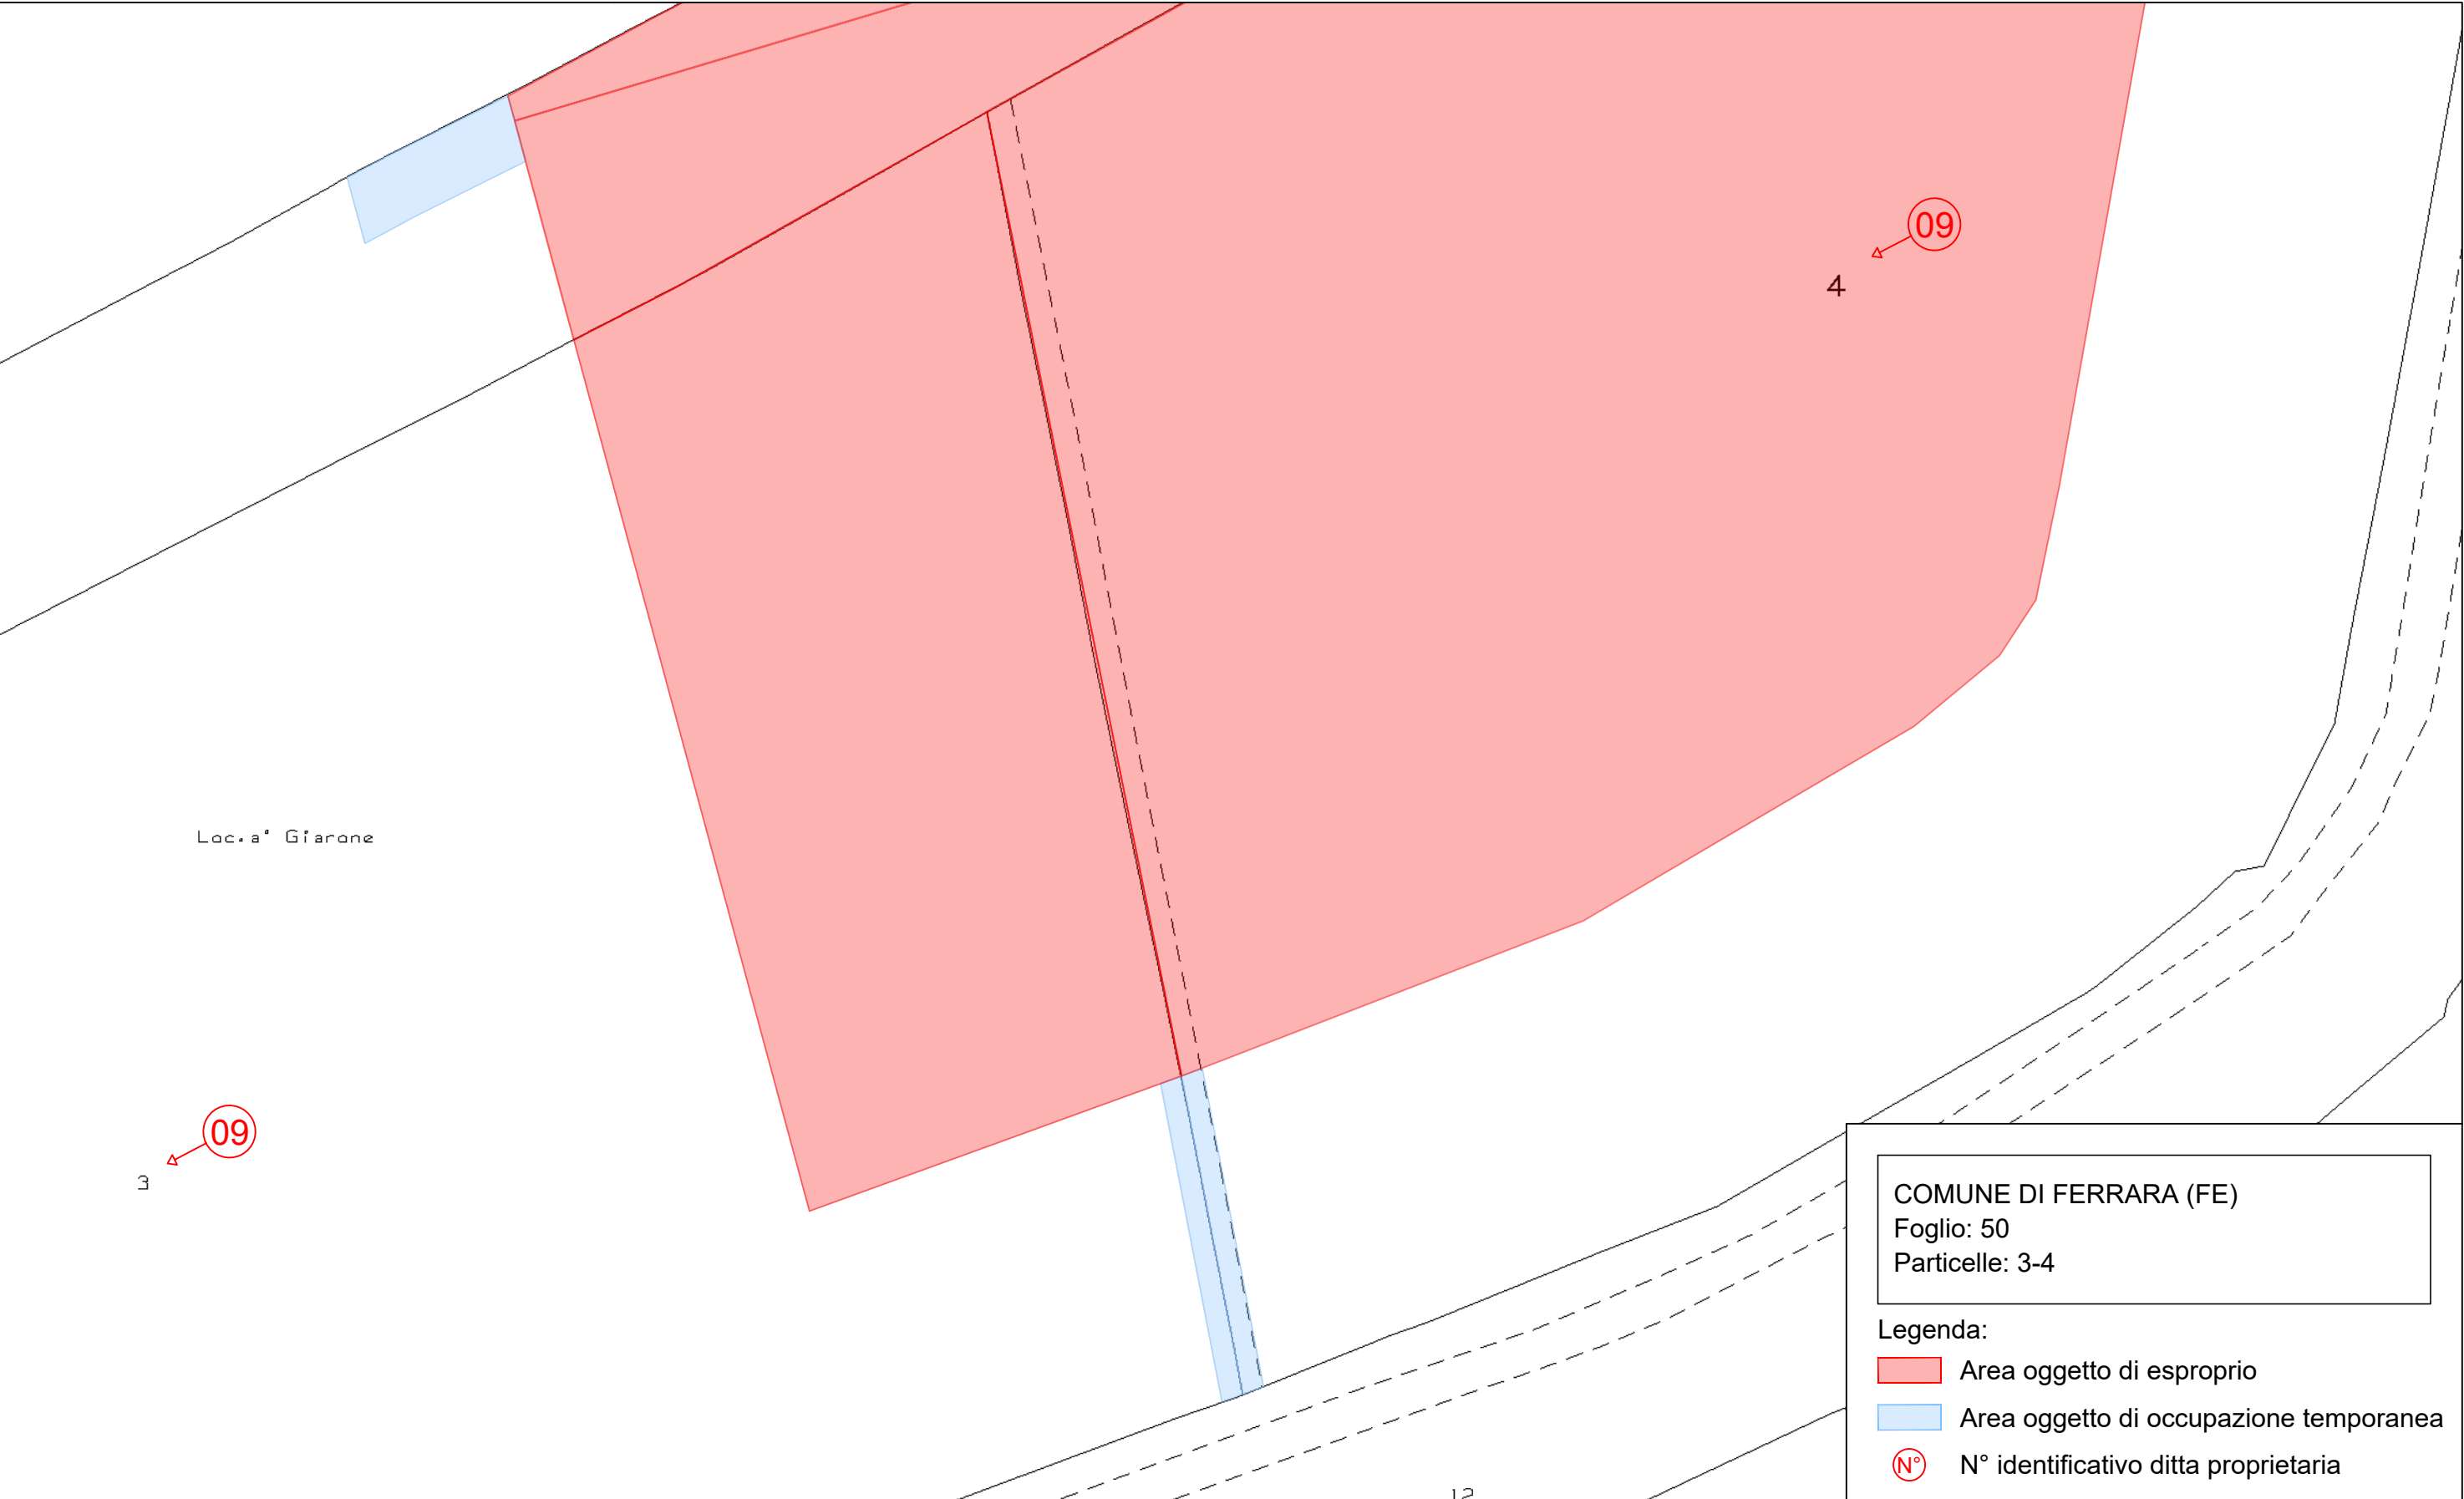 09
4
Loc.a' Giarone
09
3
12
COMUNE DI FERRARA (FE)
Foglio: 50
Particelle: 3-4
Legenda:
Area oggetto di esproprio
Area oggetto di occupazione temporanea
N° N° identificativo ditta proprietaria